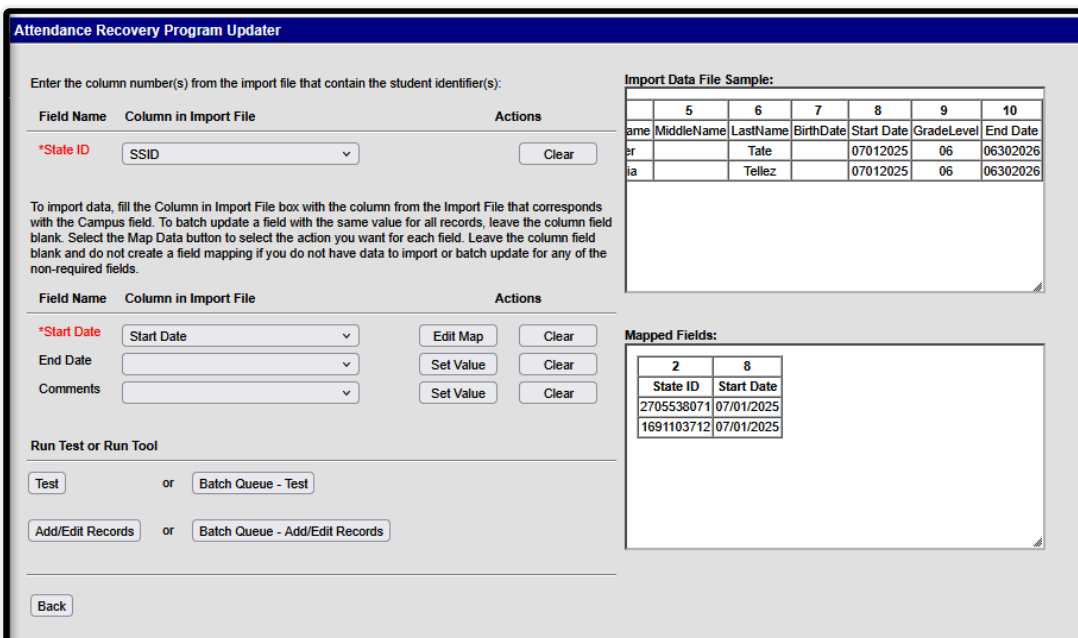 Attendance Recovery Program Updater
Enter the column number(s) from the import file that contain the student identifier(s):
Field Name Column in Import File Actions
*State ID SSID Clear
To import data, fill the Column in Import File box with the column from the Import File that corresponds
with the Campus field. To batch update a field with the same value for all records, leave the column field
blank. Select the Map Data button to select the action you want for each field. Leave the column field
blank and do not create a field mapping if you do not have data to import or batch update for any of the
non-required fields.
Field Name Column in Import File Actions
*Start Date Start Date Edit Map Clear
End Date Set Value Clear
Comments Set Value Clear
Run Test or Run Tool
Test or Batch Queue - Test
Add/Edit Records or Batch Queue - Add/Edit Records
Back
Import Data File Sample:
5 6 7 8 9 10
ame MiddleName LastName BirthDate Start Date GradeLevel End Date
er Tate 07012025 06 06302026
ia Tellez 07012025 06 06302026
Mapped Fields:
2 8
State ID Start Date
2705538071 07/01/2025
1691103712 07/01/2025